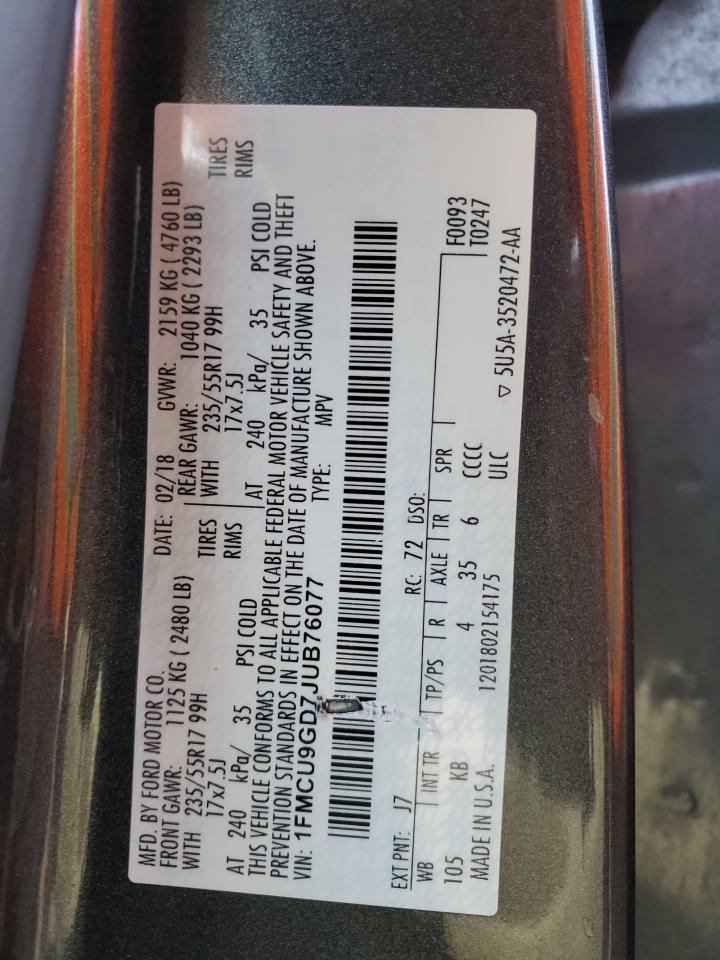 MFD. BY FORD MOTOR CO.
DATE: 02/18 GVWR: 2159 KG ( 4760 LB)
FRONT GAWR: 1125 KG ( 2480 LB) REAR GAWR: 1040 KG ( 2293 LB)
WITH 235/55R17 99H TIRES WITH 235/55R17 99H TIRES
17x7.5J RIMS 17x7.5J RIMS
AT 240 kPa/ 35 PSI COLD AT 240 kPa/ 35 PSI COLD
THIS VEHICLE CONFORMS TO ALL APPLICABLE FEDERAL MOTOR VEHICLE SAFETY AND THEFT
PREVENTION STANDARDS IN EFFECT ON THE DATE OF MANUFACTURE SHOWN ABOVE.
VIN: 1FMCU9GD7JUB76077 TYPE: MPV
EXT PNT: J7 RC: 72 DSO: F0093
WB INT TR TP/PS R AXLE TR SPR T0247
105 KB 4 35 6 CCCC
MADE IN U.S.A. 1201802154175 ULC ▽ 5U5A-3520472-AA